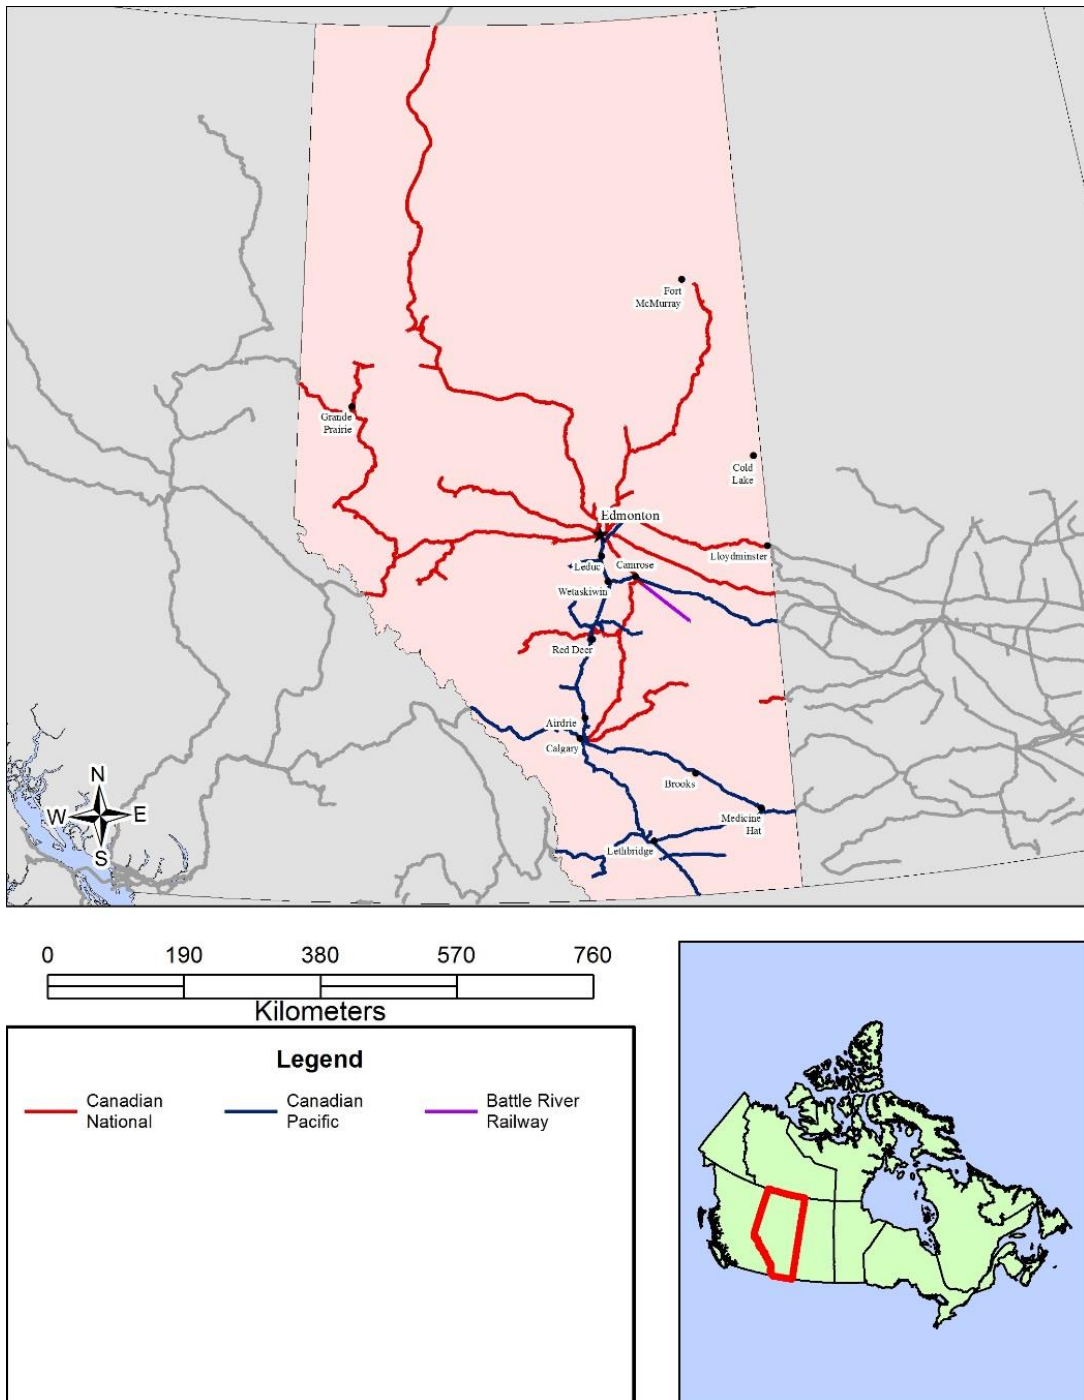 Fort
McMurray
Grande
Prairie
Cold
Lake
Edmonton
Lloydminster
Leduc
Camrose
Wetaskiwin
Red Deer
Airdrie
Calgary
Brooks
Medicine
Hat
Lethbridge
N
W E
S
0 190 380 570 760
Kilometers
Legend
Canadian
National
Canadian
Pacific
Battle River
Railway